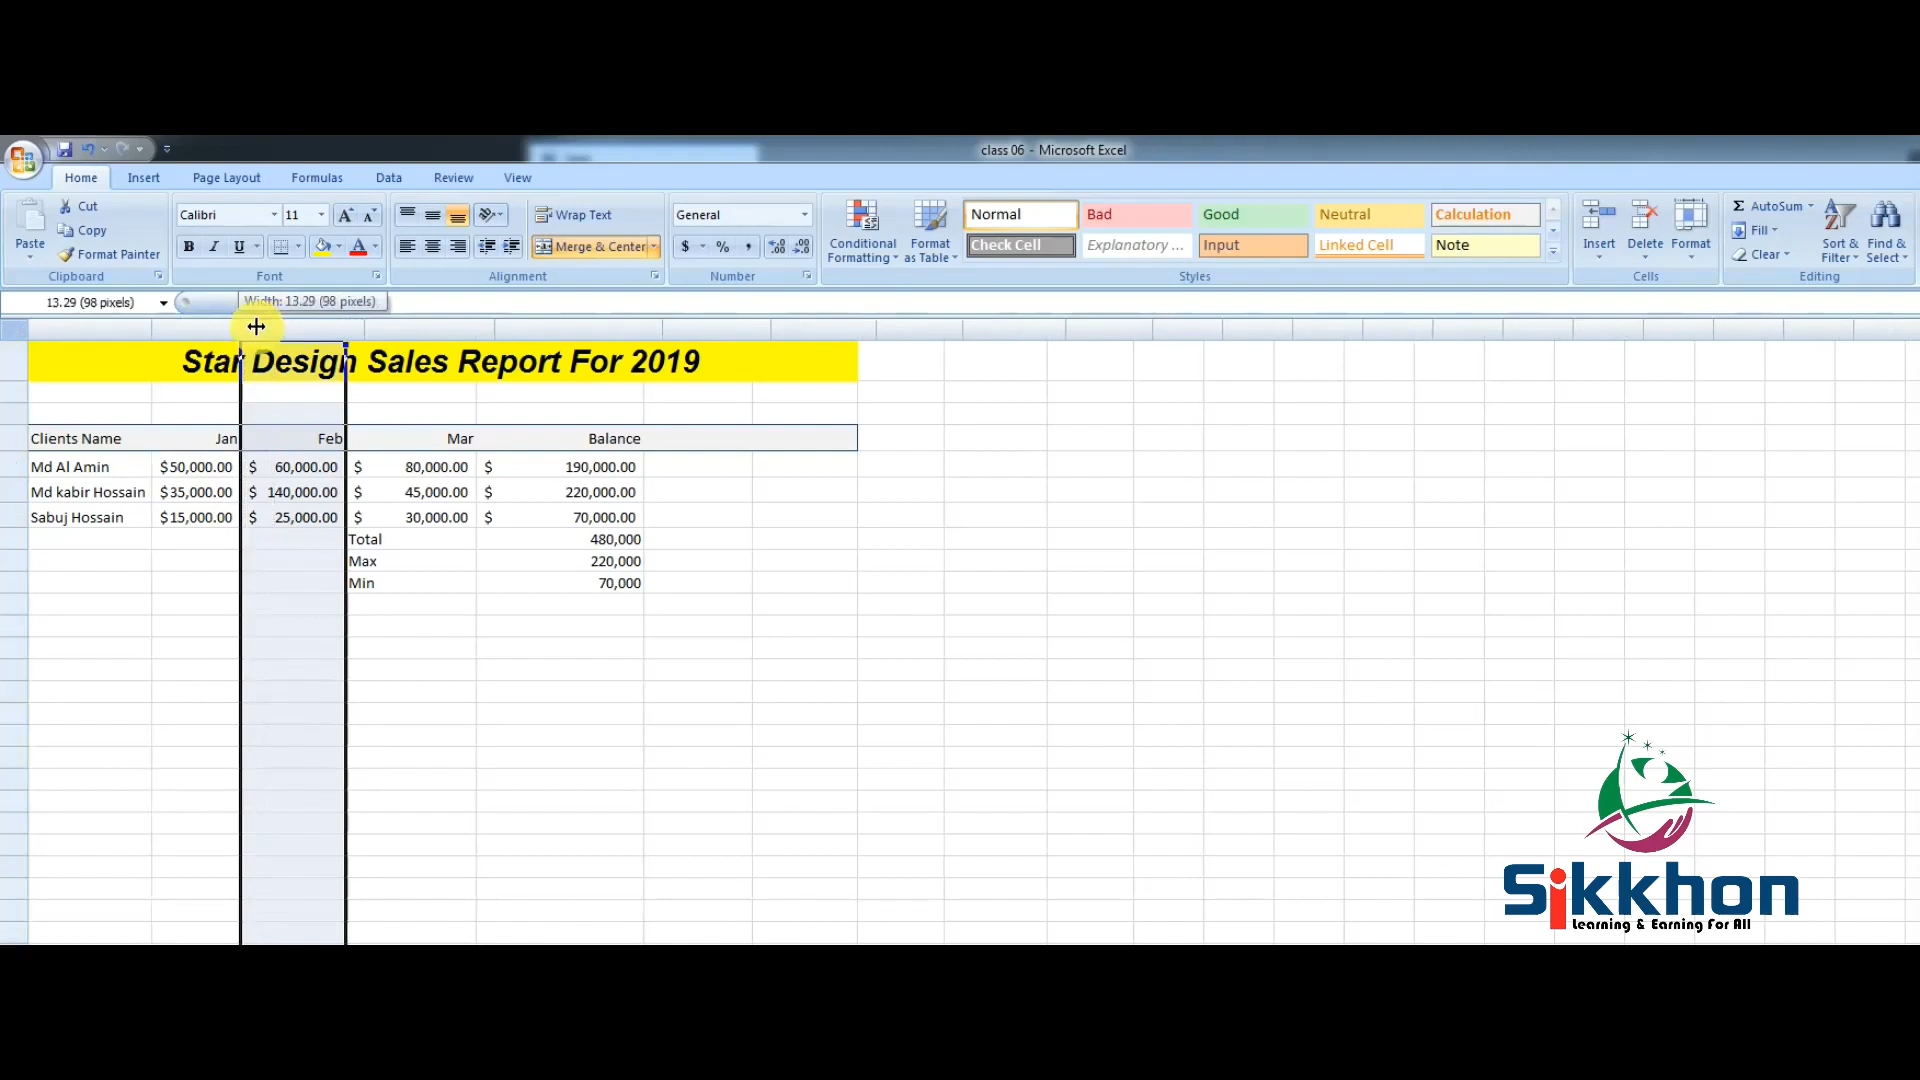 class 06 - Microsoft Excel
Home Insert Page Layout Formulas Data Review View
Paste Cut Copy Format Painter
Calibri 11
B I U A A A
Wrap Text
Merge & Center
General
$ % ,
Conditional Formatting Format as Table
Normal Bad Good Neutral Calculation
Check Cell Explanatory ... Input Linked Cell Note
Insert Delete Format
Σ AutoSum Fill Clear
Sort & Filter Find & Select
Clipboard Font Alignment Number Styles Cells Editing
13.29 (98 pixels)
Width: 13.29 (98 pixels)
Star Design Sales Report For 2019
Clients Name Jan Feb Mar Balance
Md Al Amin $50,000.00 $ 60,000.00 $ 80,000.00 $ 190,000.00
Md kabir Hossain $35,000.00 $ 140,000.00 $ 45,000.00 $ 220,000.00
Sabuj Hossain $15,000.00 $ 25,000.00 $ 30,000.00 $ 70,000.00
Total 480,000
Max 220,000
Min 70,000
Sikkhon
Learning & Earning For All